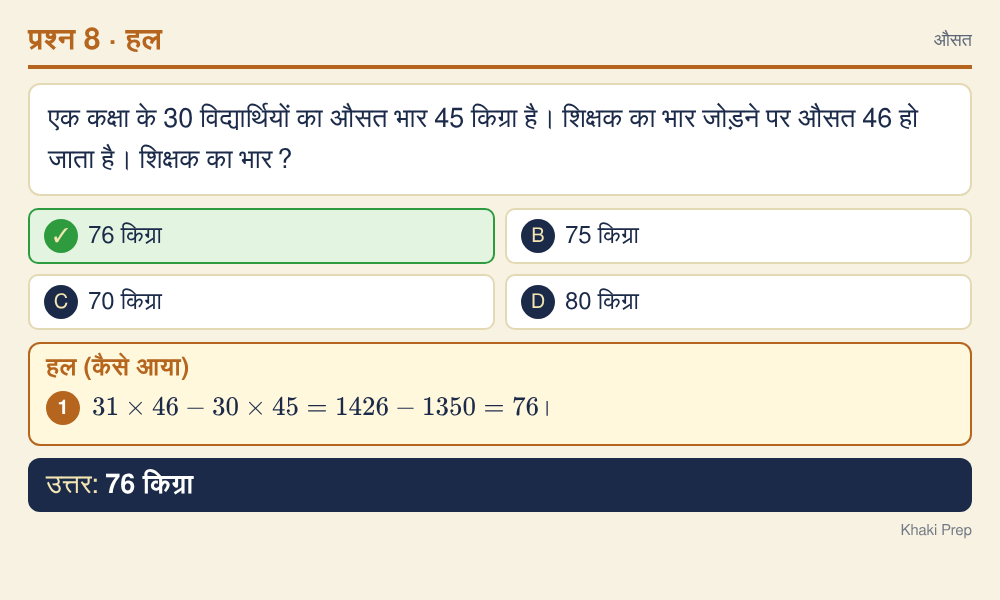 प्रश्न 8 · हल
औसत
एक कक्षा के 30 विद्यार्थियों का औसत भार 45 किग्रा है। शिक्षक का भार जोड़ने पर औसत 46 हो
जाता है। शिक्षक का भार ?
✓ 76 किग्रा
B 75 किग्रा
C 70 किग्रा
D 80 किग्रा
हल (कैसे आया)
1 31 × 46 − 30 × 45 = 1426 − 1350 = 76।
उत्तर: 76 किग्रा
Khaki Prep